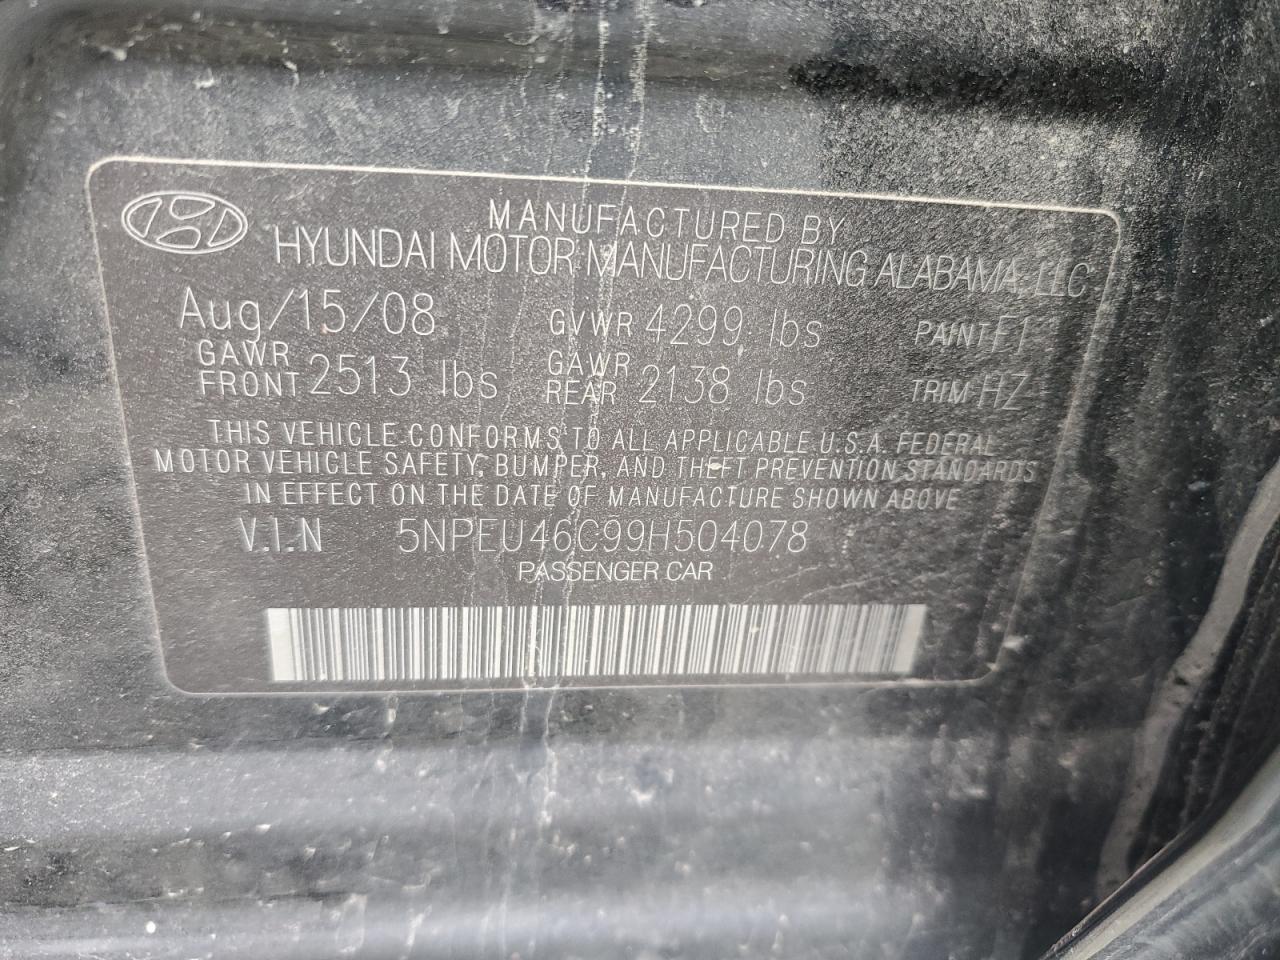 MANUFACTURED BY
HYUNDAI MOTOR MANUFACTURING ALABAMA, LLC
Aug/15/08 GVWR 4299 lbs PAINT F1
GAWR FRONT 2513 lbs GAWR REAR 2138 lbs TRIM HZ
THIS VEHICLE CONFORMS TO ALL APPLICABLE U.S.A. FEDERAL
MOTOR VEHICLE SAFETY, BUMPER, AND THEFT PREVENTION STANDARDS
IN EFFECT ON THE DATE OF MANUFACTURE SHOWN ABOVE
V.I.N 5NPEU46C99H504078
PASSENGER CAR